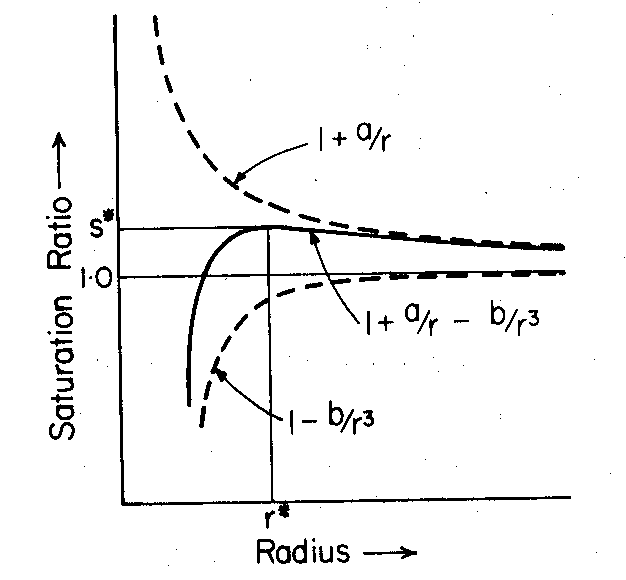 1 + a/r
S*
1·0
1 + a/r - b/r³
1 - b/r³
r*
Radius →
Saturation Ratio →